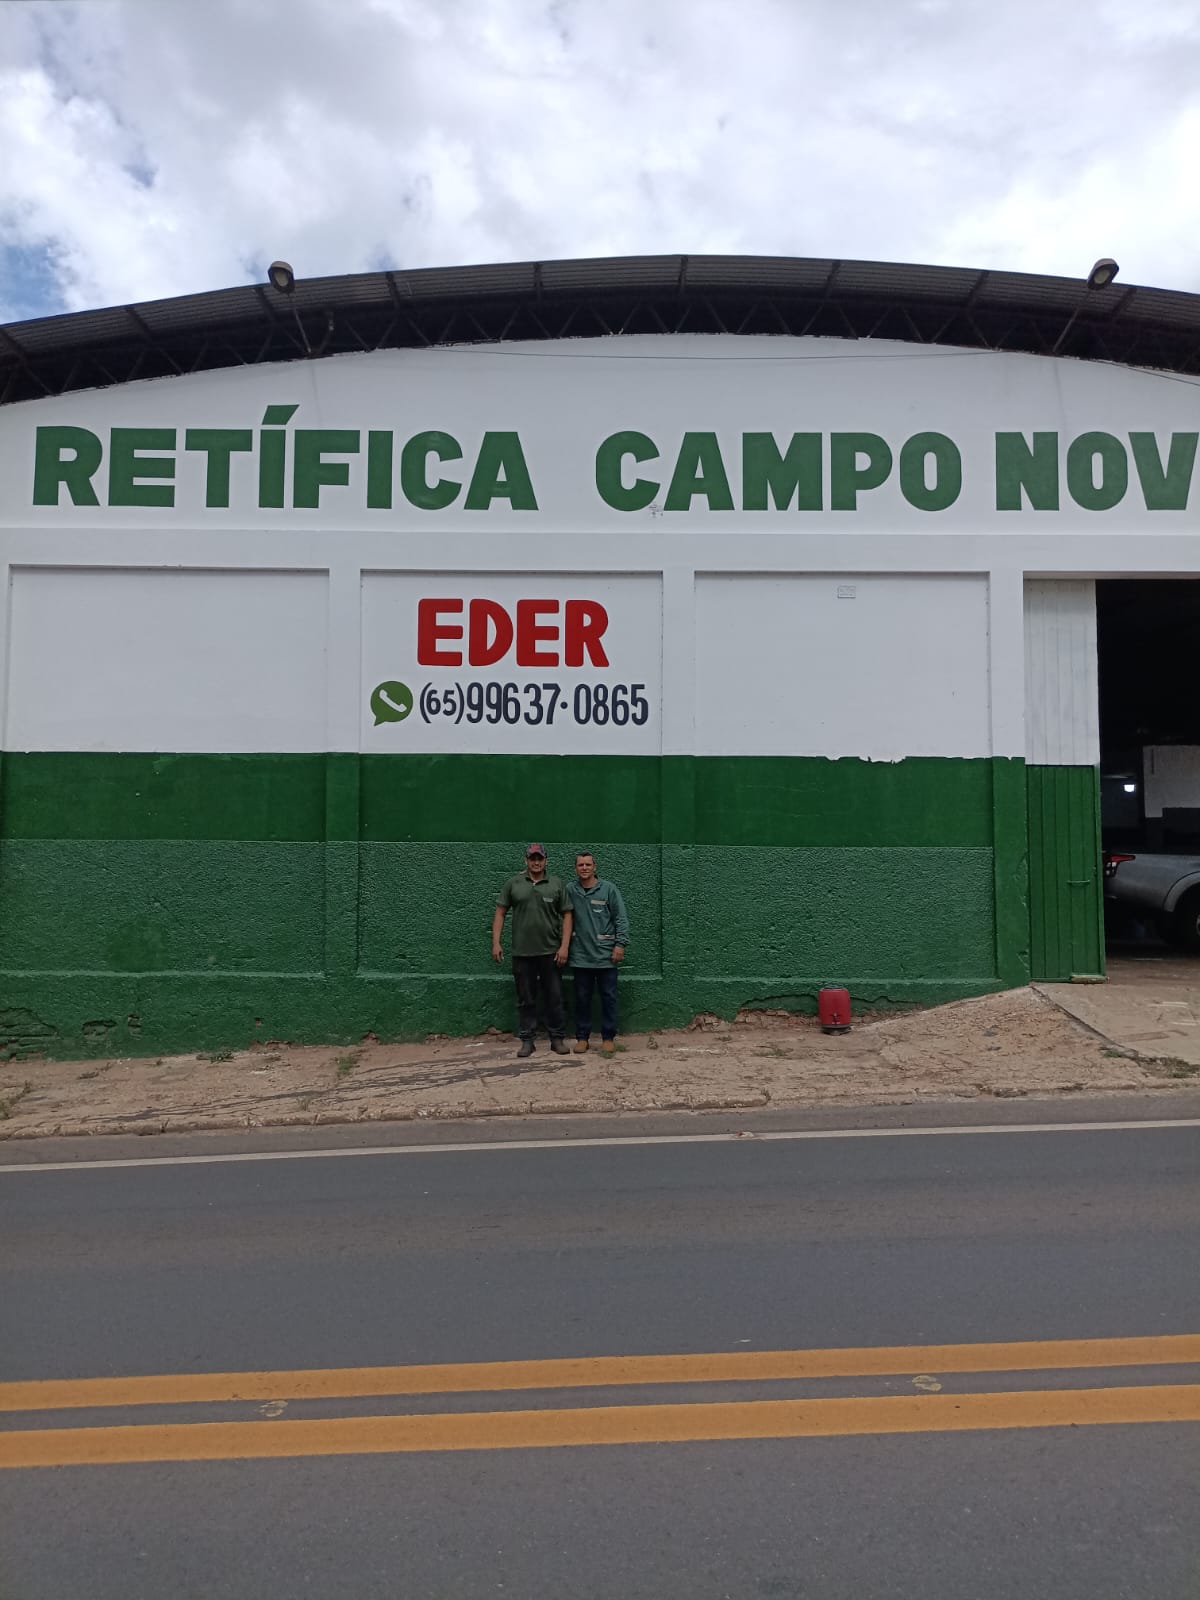 RETÍFICA CAMPO NOV
EDER
(65)99637-0865